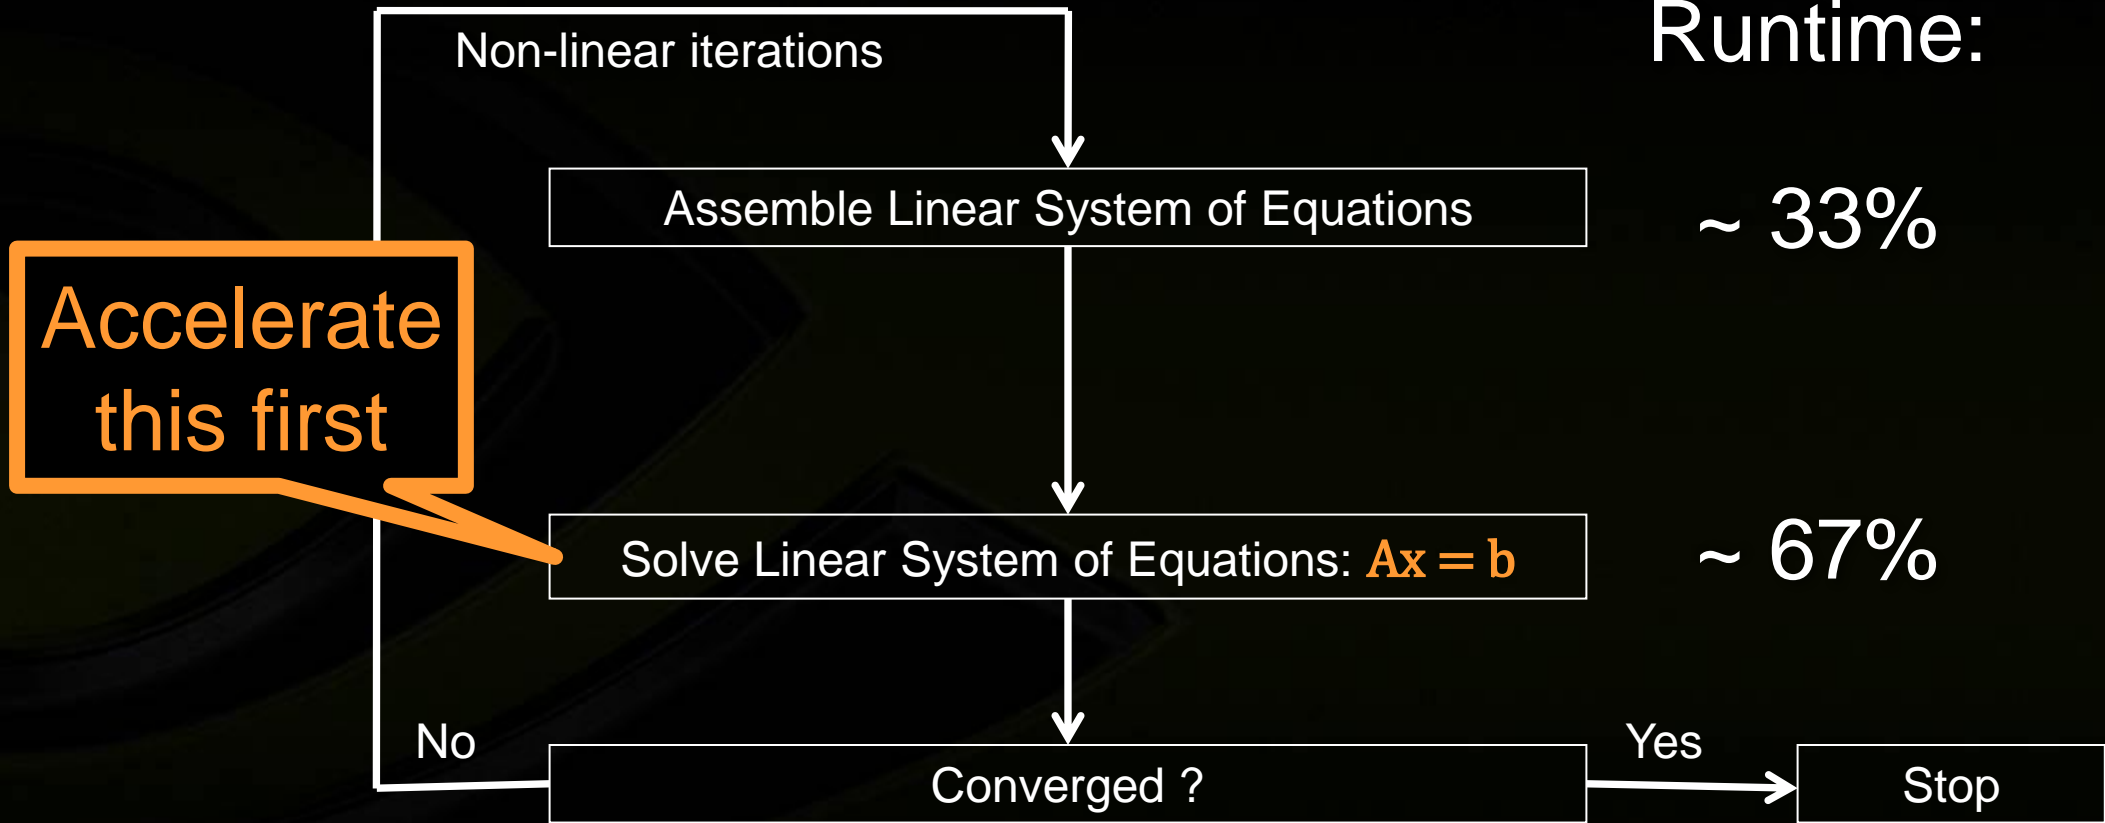 Runtime:
Non-linear iterations
Assemble Linear System of Equations
~ 33%
Accelerate
this first
Solve Linear System of Equations: Ax = b
~ 67%
No
Yes
Converged ?
Stop